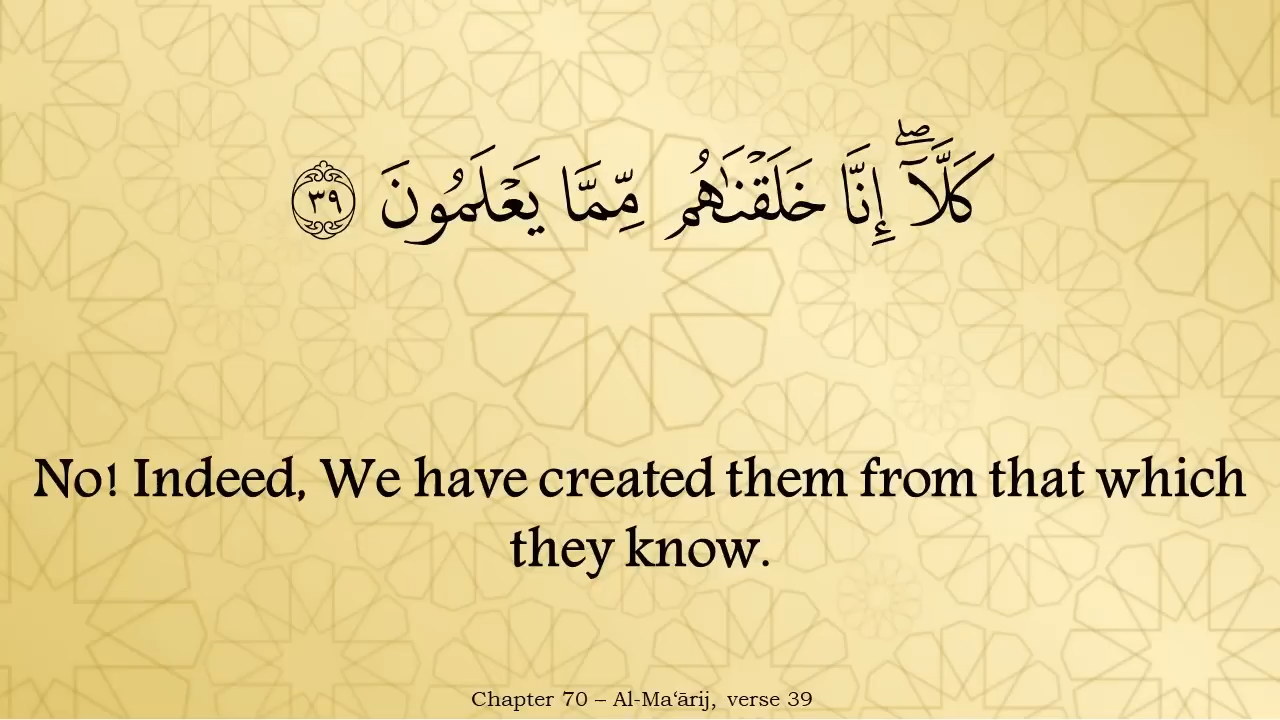 كَلَّآ ۖ إِنَّا خَلَقْنَـٰهُم مِّمَّا يَعْلَمُونَ ٣٩
No! Indeed, We have created them from that which
they know.
Chapter 70 – Al-Ma‘ārij, verse 39